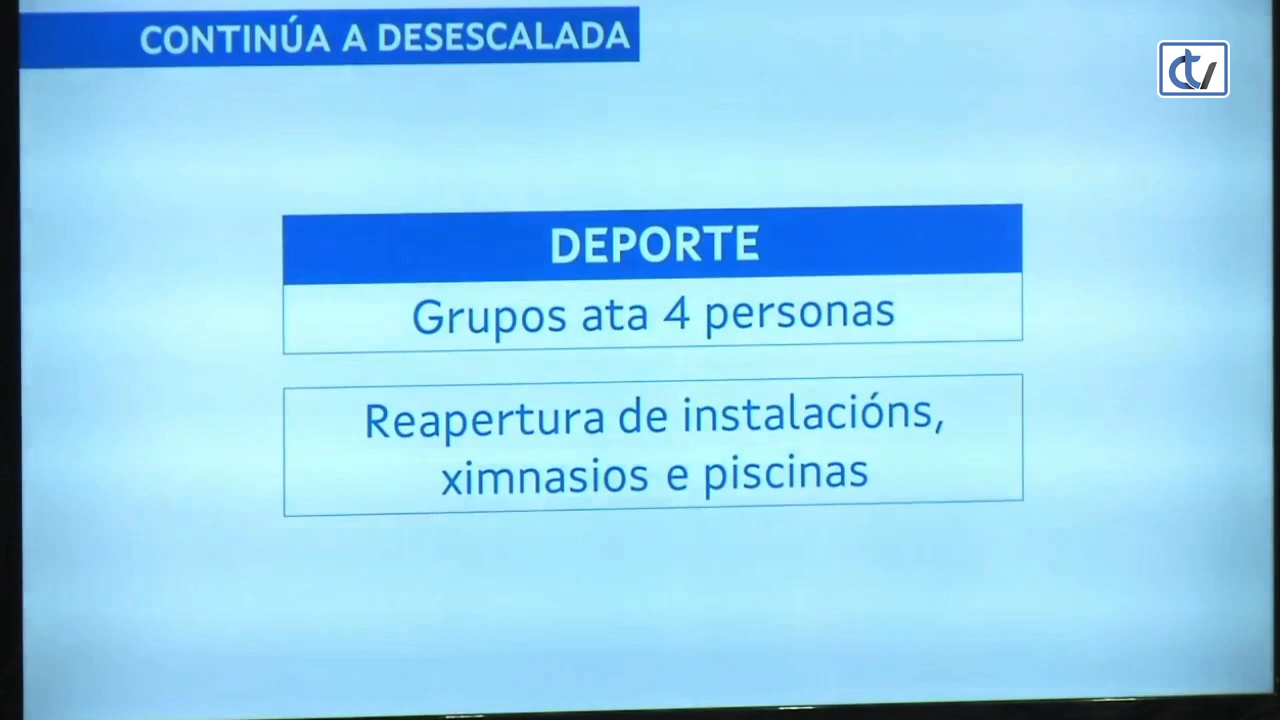 CONTINÚA A DESESCALADA
DEPORTE
Grupos ata 4 personas
Reapertura de instalacións,
ximnasios e piscinas